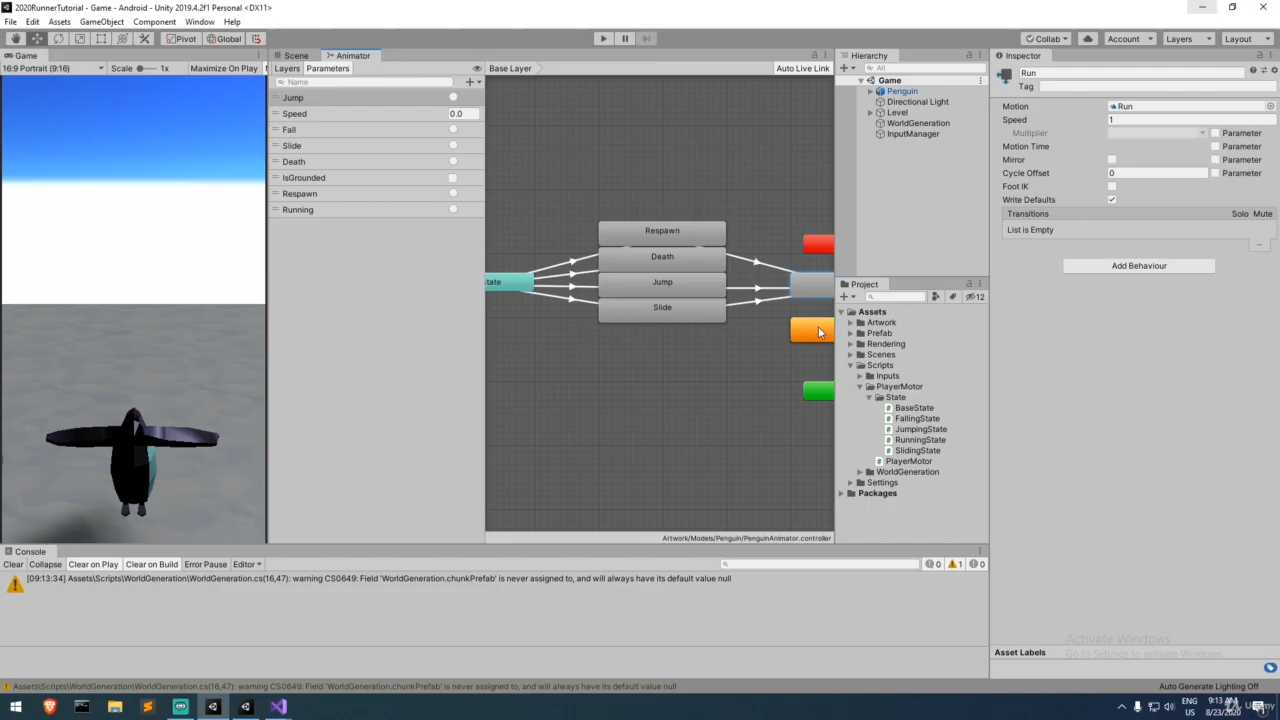 2020RunnerTutorial - Game - Android - Unity 2019.4.2f1 Personal <DX11>
File Edit Assets GameObject Component Window Help
Pivot Global Collab Account Layers Layout
Game Scene Animator Hierarchy Inspector
16:9 Portrait (9:16) Scale 1x Maximize On Play Layers Parameters Base Layer Auto Live Link All
Name
Jump
Speed 0.0
Fall
Slide
Death
IsGrounded
Respawn
Running
Respawn
Death
Jump
Slide
tate
Artwork/Models/Penguin/PenguinAnimator.controller
Game
Penguin
Directional Light
Level
WorldGeneration
InputManager
Project
12
Assets
Artwork
Prefab
Rendering
Scenes
Scripts
Inputs
PlayerMotor
State
BaseState
FallingState
JumpingState
RunningState
SlidingState
PlayerMotor
WorldGeneration
Settings
Packages
Run
Tag
Motion Run
Speed 1
Multiplier Parameter
Motion Time Parameter
Mirror Parameter
Cycle Offset 0 Parameter
Foot IK
Write Defaults
Transitions Solo Mute
List is Empty
Add Behaviour
Asset Labels
Console
Clear Collapse Clear on Play Clear on Build Error Pause Editor 0 1 0
[09:13:34] Assets\Scripts\WorldGeneration\WorldGeneration.cs(16,47): warning CS0649: Field 'WorldGeneration.chunkPrefab' is never assigned to, and will always have its default value null
Activate Windows
Go to Settings to activate Windows.
Assets\Scripts\WorldGeneration\WorldGeneration.cs(16,47): warning CS0649: Field 'WorldGeneration.chunkPrefab' is never assigned to, and will always have its default value null
Auto Generate Lighting Off
ENG
US
9:13 AM
8/23/2020